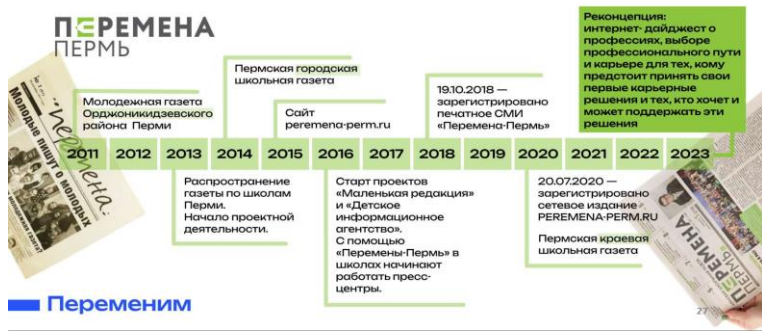 ПЕРЕМЕНА
ПЕРМЬ
Молодые пишут о молодых
перемена
Молодежная газета
Орджоникидзевского
района Перми
Пермская городская
школьная газета
Сайт
peremena-perm.ru
19.10.2018 —
зарегистрировано
печатное СМИ
«Перемена-Пермь»
Реконцепция:
интернет- дайджест о
профессиях, выборе
профессионального пути
и карьере для тех, кому
предстоит принять свои
первые карьерные
решения и тех, кто хочет и
может поддержать эти
решения
2011 2012 2013 2014 2015 2016 2017 2018 2019 2020 2021 2022 2023
Распространение
газеты по школам
Перми.
Начало проектной
деятельности.
Старт проектов
«Маленькая редакция»
и «Детское
информационное
агентство».
С помощью
«Перемены-Пермь» в
школах начинают
работать пресс-
центры.
20.07.2020 —
зарегистрировано
сетевое издание
PEREMENA-PERM.RU
Пермская краевая
школьная газета
ПЕРЕМЕНА
ПЕРМЬ
Переменим
27